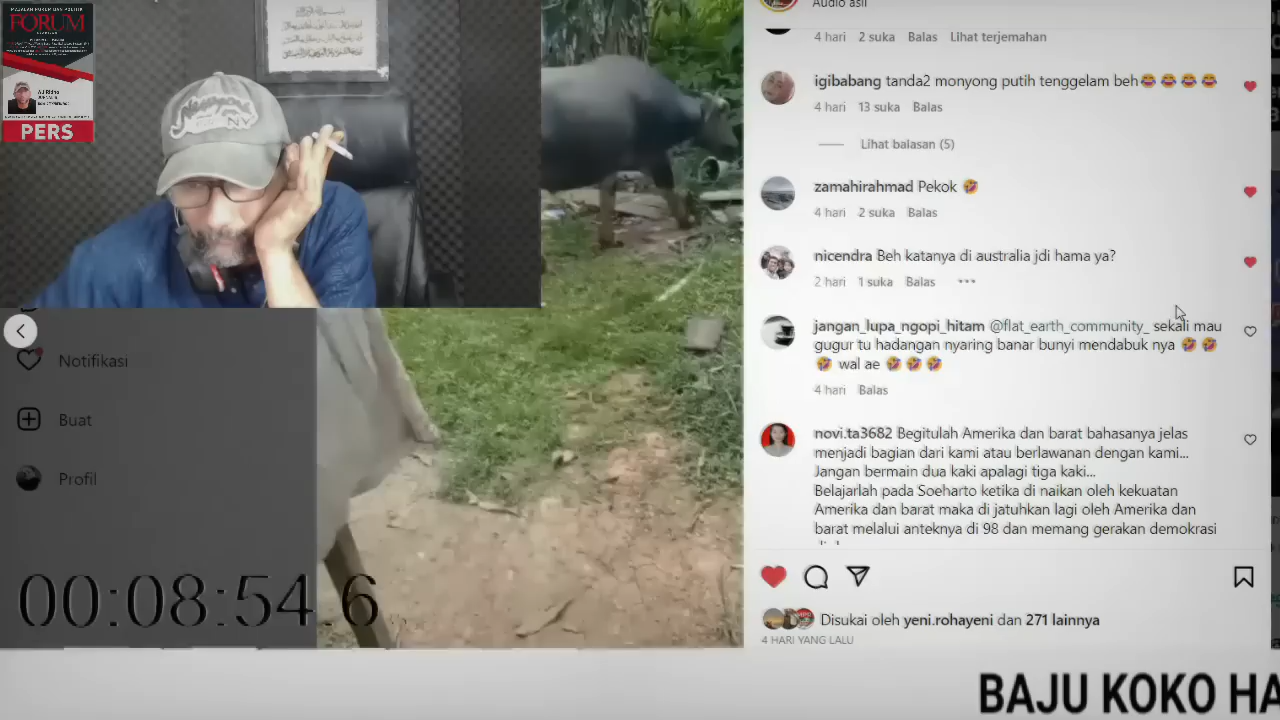 MAJALAH FORUM DAN POLITIK
FORUM
AJ Ridho
PERS
NV
Notifikasi
Buat
Profil
00:08:54.6
Audio asli
4 hari 2 suka Balas Lihat terjemahan
igibabang tanda2 monyong putih tenggelam beh😂 😂 😂 😂
4 hari 13 suka Balas
Lihat balasan (5)
zamahirahmad Pekok 🤣
4 hari 2 suka Balas
nicendra Beh katanya di australia jdi hama ya?
2 hari 1 suka Balas •••
jangan_lupa_ngopi_hitam @flat_earth_community_ sekali mau
gugur tu hadangan nyaring banar bunyi mendabuk nya 🤣 🤣
🤣 wal ae 🤣 🤣 🤣
4 hari Balas
novi.ta3682 Begitulah Amerika dan barat bahasanya jelas
menjadi bagian dari kami atau berlawanan dengan kami...
Jangan bermain dua kaki apalagi tiga kaki...
Belajarlah pada Soeharto ketika di naikan oleh kekuatan
Amerika dan barat maka di jatuhkan lagi oleh Amerika dan
barat melalui anteknya di 98 dan memang gerakan demokrasi
Disukai oleh yeni.rohayeni dan 271 lainnya
4 HARI YANG LALU
BAJU KOKO HA